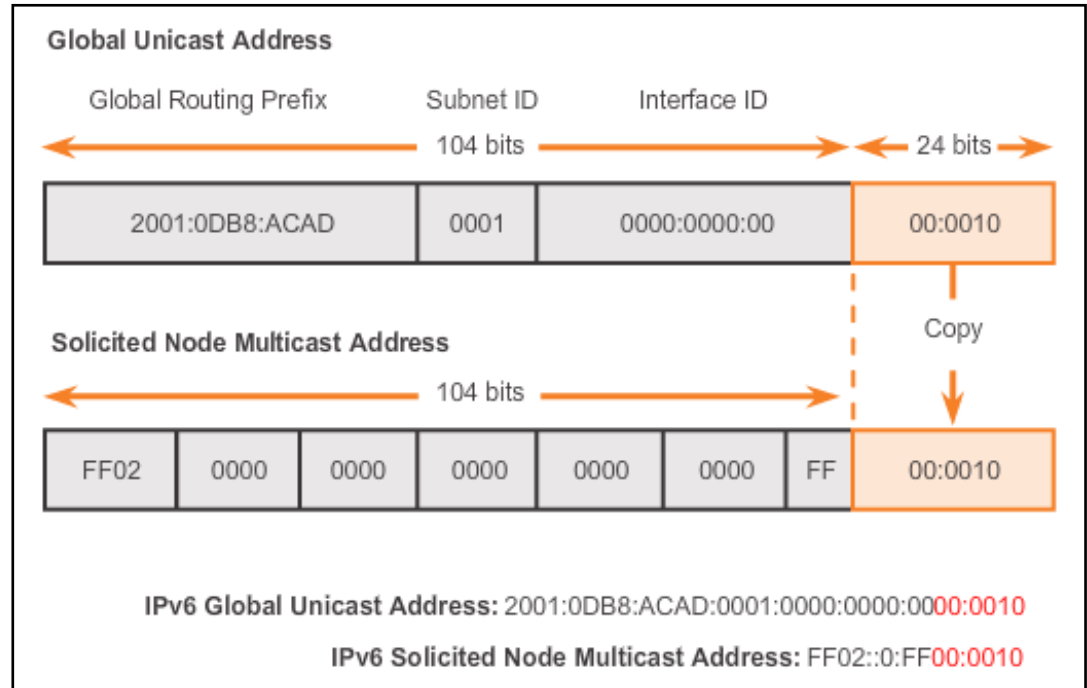 Global Unicast Address
Global Routing Prefix Subnet ID Interface ID
104 bits 24 bits
2001:0DB8:ACAD 0001 0000:0000:00 00:0010
Copy
Solicited Node Multicast Address
104 bits
FF02 0000 0000 0000 0000 0000 FF 00:0010
IPv6 Global Unicast Address: 2001:0DB8:ACAD:0001:0000:0000:0000:0010
IPv6 Solicited Node Multicast Address: FF02::0:FF00:0010